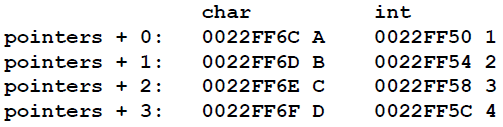 char int
pointers + 0: 0022FF6C A 0022FF50 1
pointers + 1: 0022FF6D B 0022FF54 2
pointers + 2: 0022FF6E C 0022FF58 3
pointers + 3: 0022FF6F D 0022FF5C 4